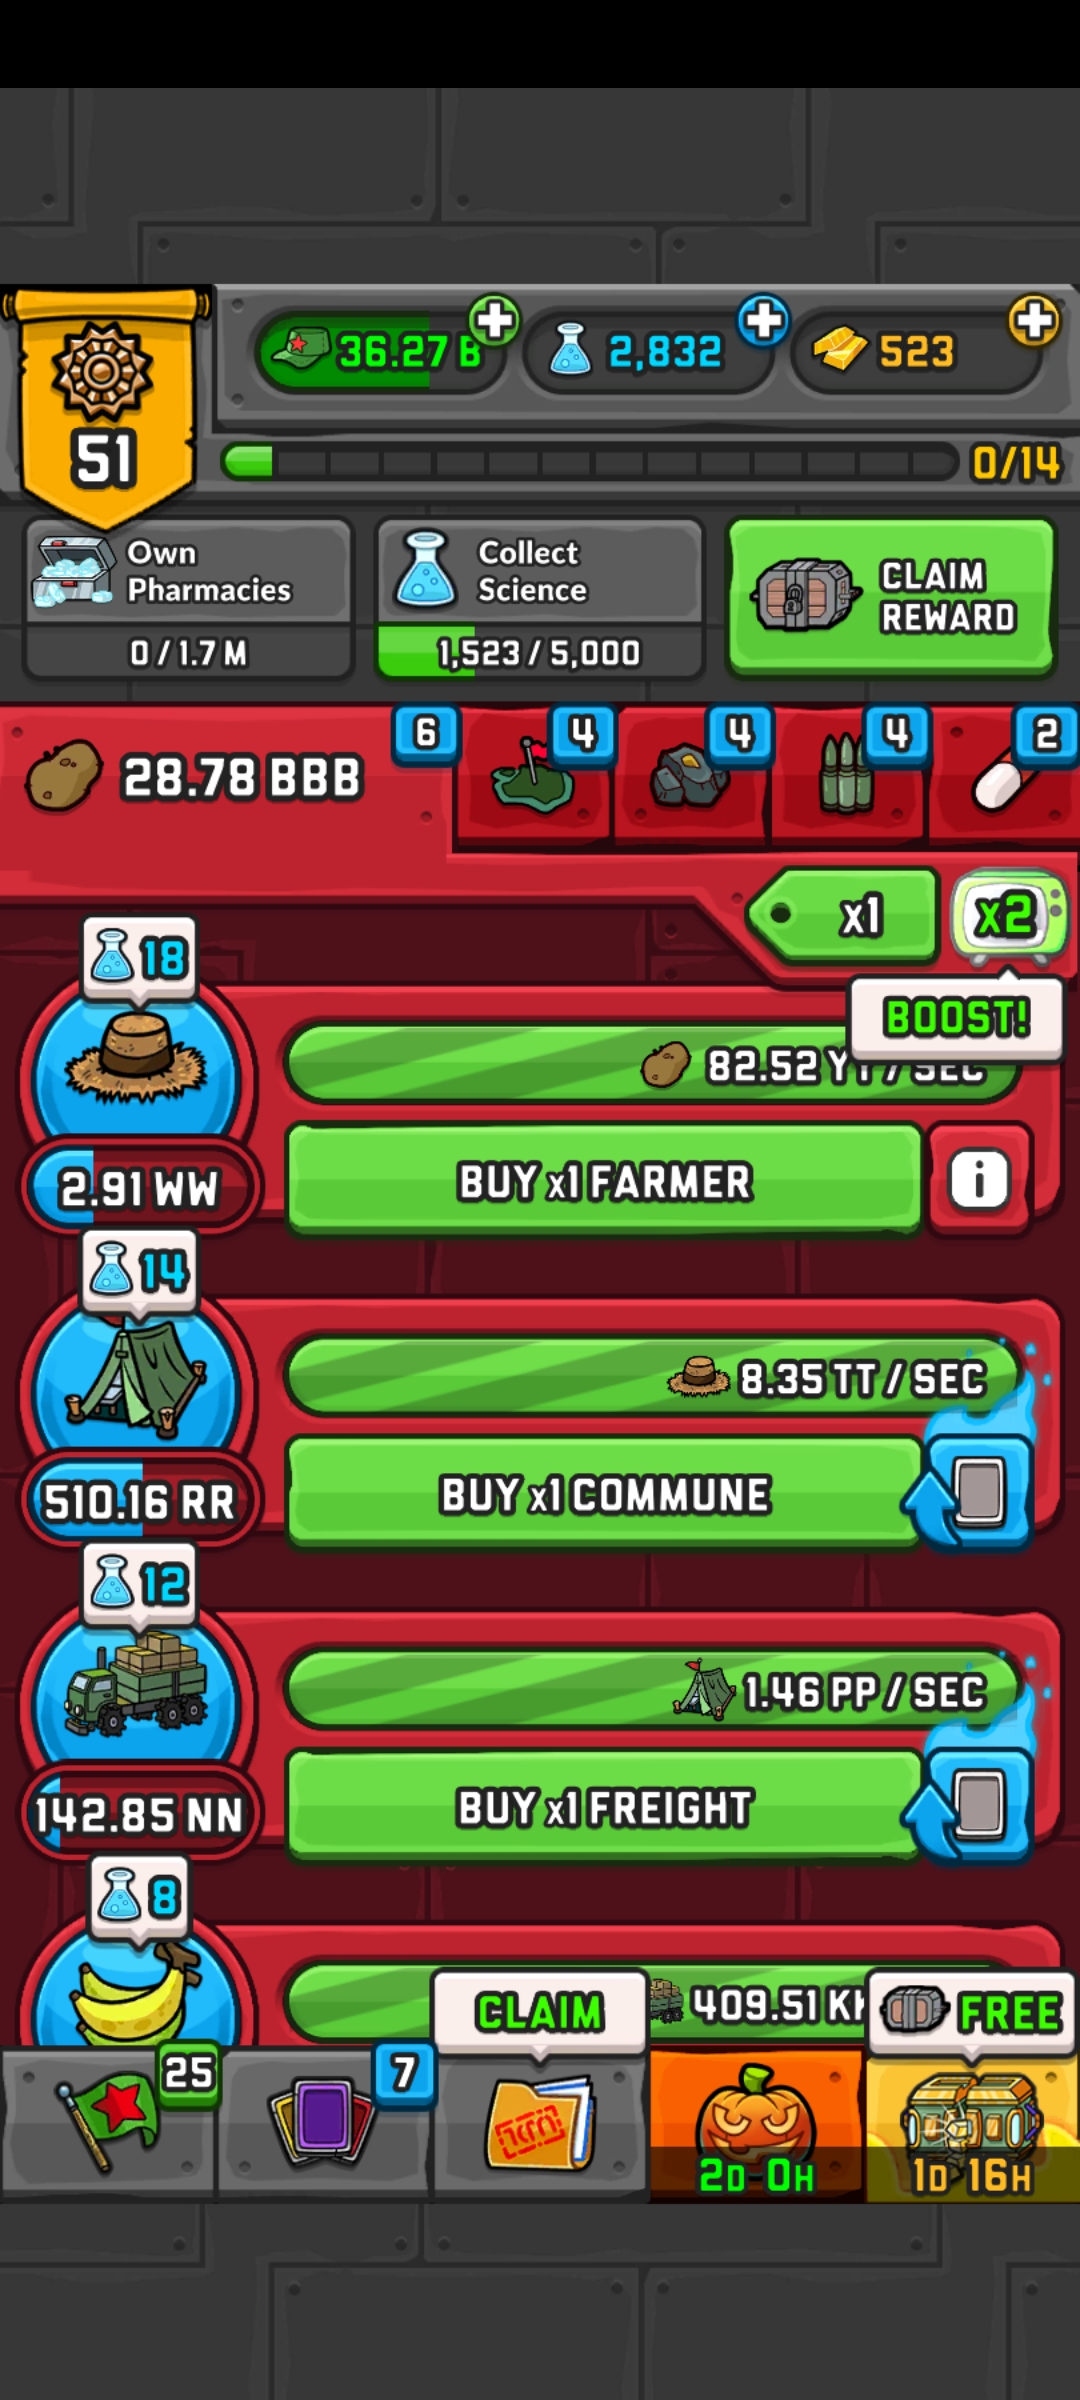 36.27 B
2,832
523
51
0/14
Own
Pharmacies
0 / 1.7 M
Collect
Science
1,523 / 5,000
CLAIM
REWARD
28.78 BBB
6
4
4
4
2
x1
x2
BOOST!
18
82.52 YY / SEC
2.91 WW
BUY x1 FARMER
i
14
8.35 TT / SEC
510.16 RR
BUY x1 COMMUNE
12
1.46 PP / SEC
142.85 NN
BUY x1 FREIGHT
8
409.51
CLAIM
FREE
25
7
2D 0H
1D 16H